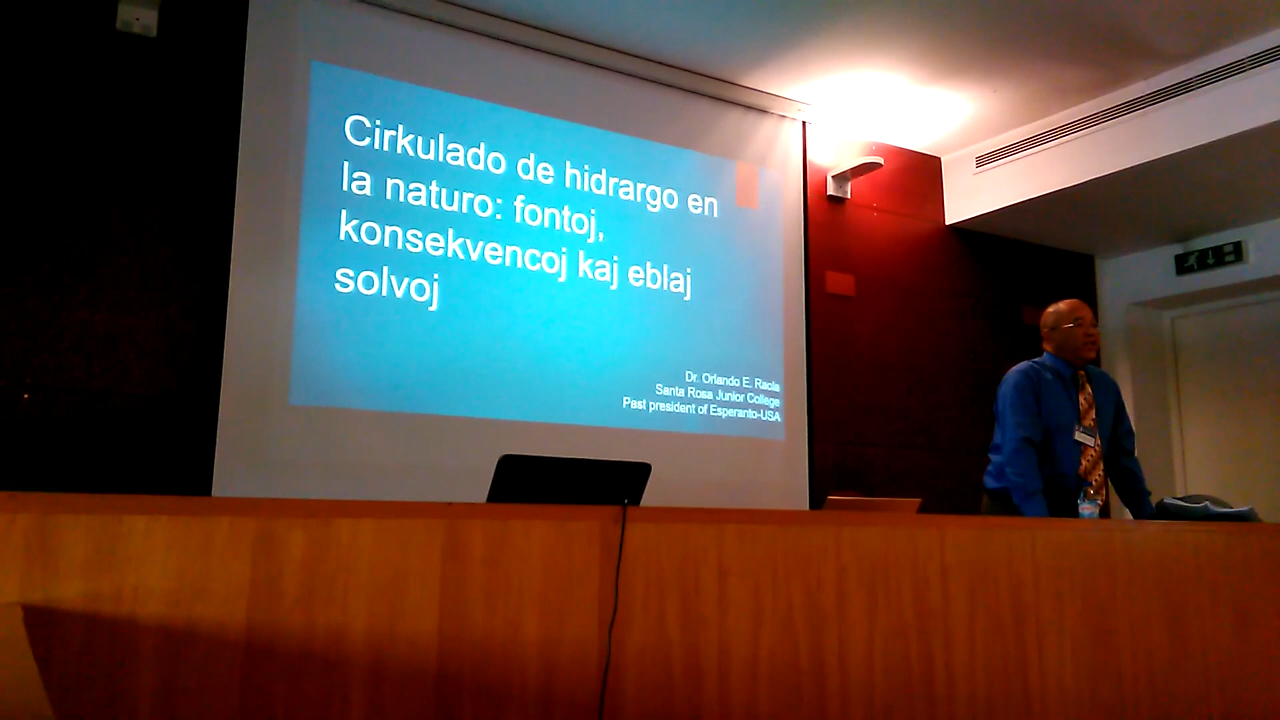 Cirkulado de hidrargo en
la naturo: fontoj,
konsekvencoj kaj eblaj
solvoj
Dr. Orlando E. Raola
Santa Rosa Junior College
Past president of Esperanto-USA